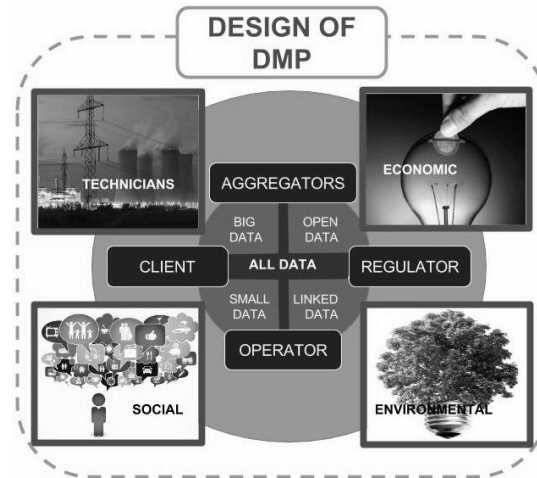 DESIGN OF
DMP
TECHNICIANS
ECONOMIC
AGGREGATORS
BIG
DATA
OPEN
DATA
CLIENT
ALL DATA
REGULATOR
SMALL
DATA
LINKED
DATA
OPERATOR
SOCIAL
ENVIRONMENTAL